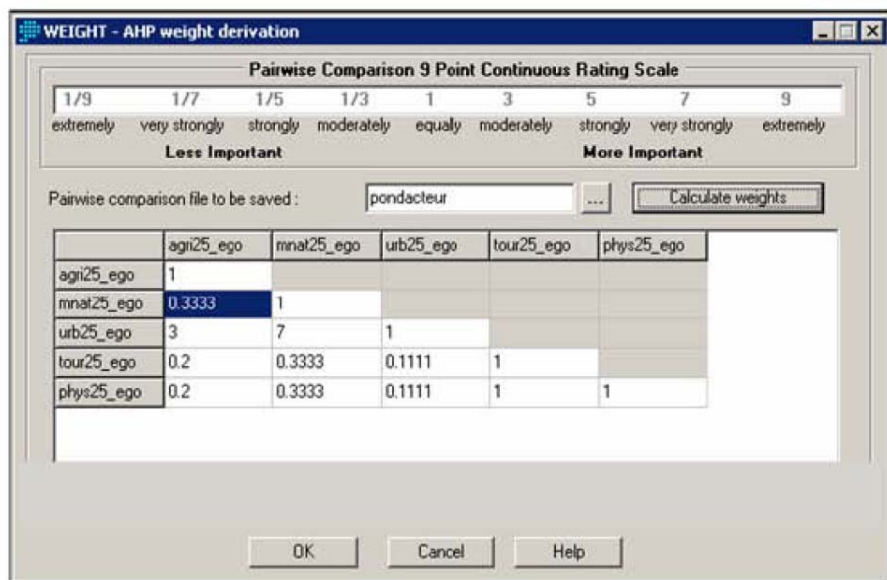 WEIGHT - AHP weight derivation
Pairwise Comparison 9 Point Continuous Rating Scale
1/9 1/7 1/5 1/3 1 3 5 7 9
extremely very strongly strongly moderately equaly moderately strongly very strongly extremely
Less Important More Important
Pairwise comparison file to be saved : pondacteur ... Calculate weights
agri25_ego mnat25_ego urb25_ego tour25_ego phys25_ego
agri25_ego 1
mnat25_ego 0.3333 1
urb25_ego 3 7 1
tour25_ego 0.2 0.3333 0.1111 1
phys25_ego 0.2 0.3333 0.1111 1 1
OK Cancel Help